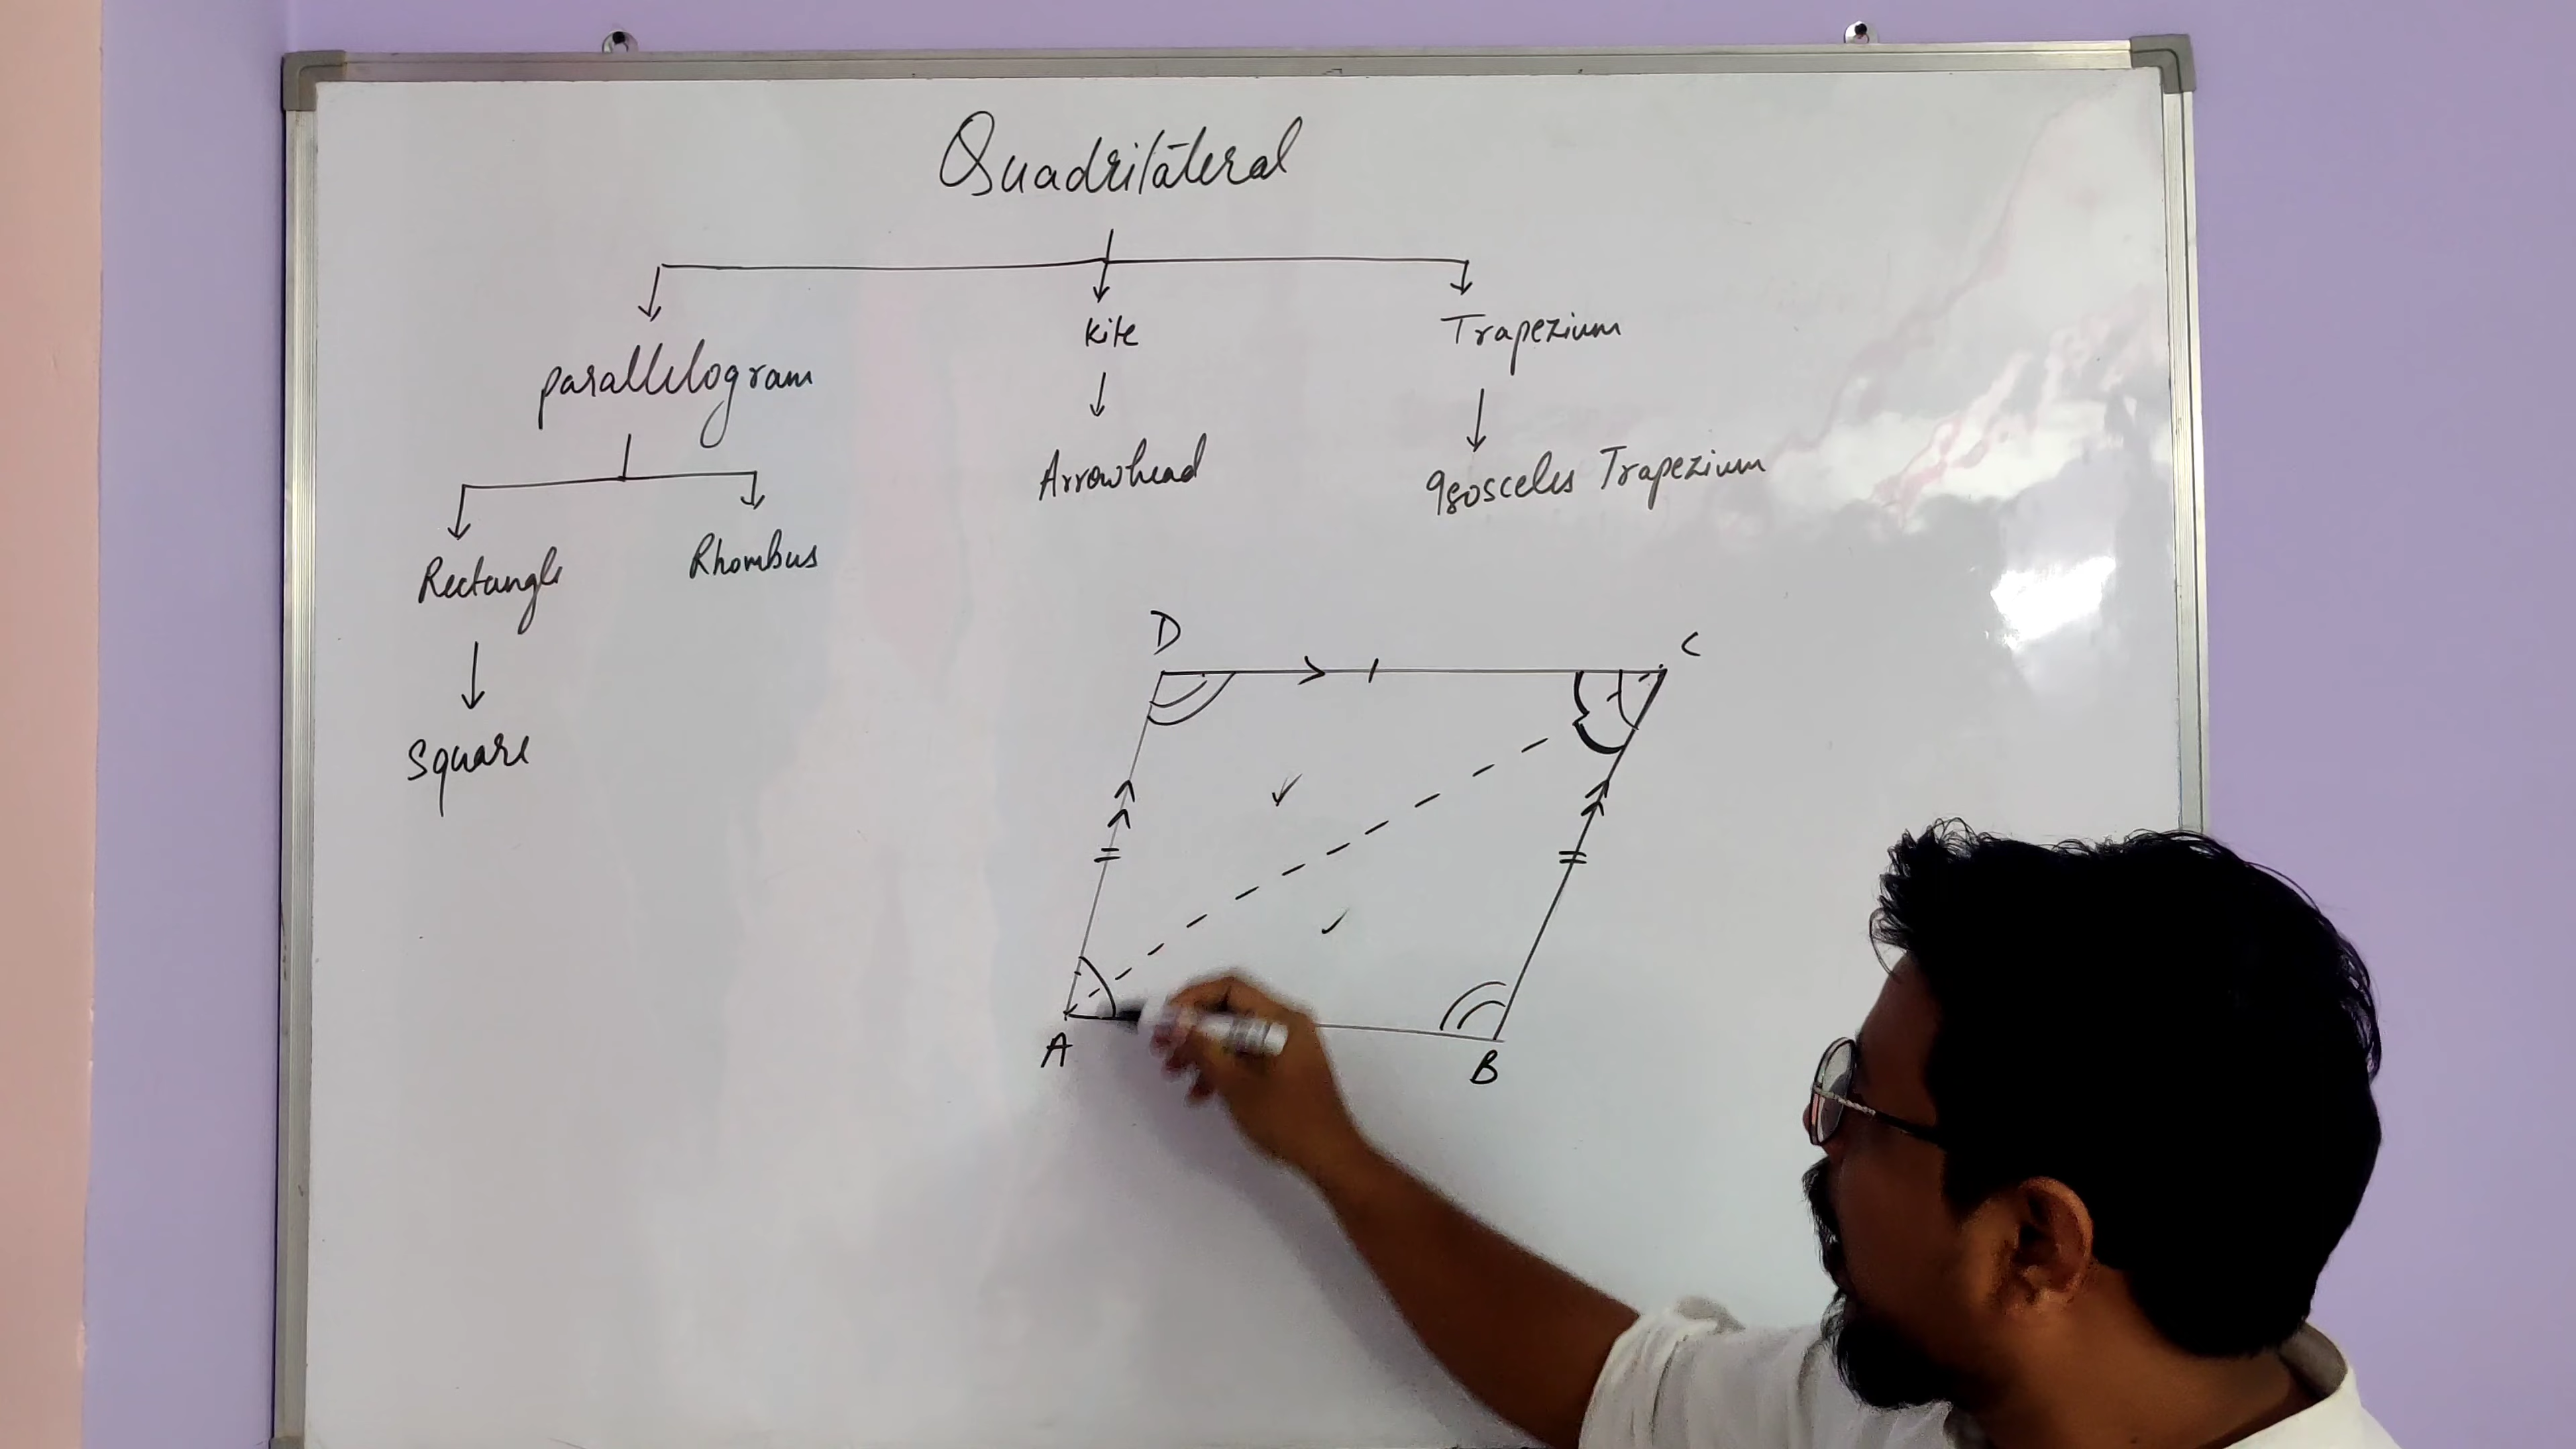 Quadrilateral
parallelogram
Kite
Trapezium
Rectangle
Rhombus
Arrowhead
Isosceles Trapezium
Square
D
C
A
B